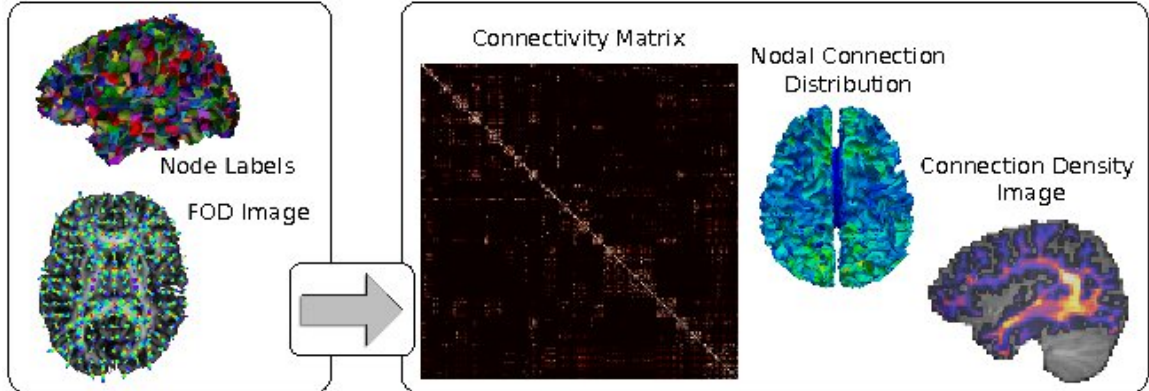 Node Labels
FOD Image
Connectivity Matrix
Nodal Connection
Distribution
Connection Density
Image